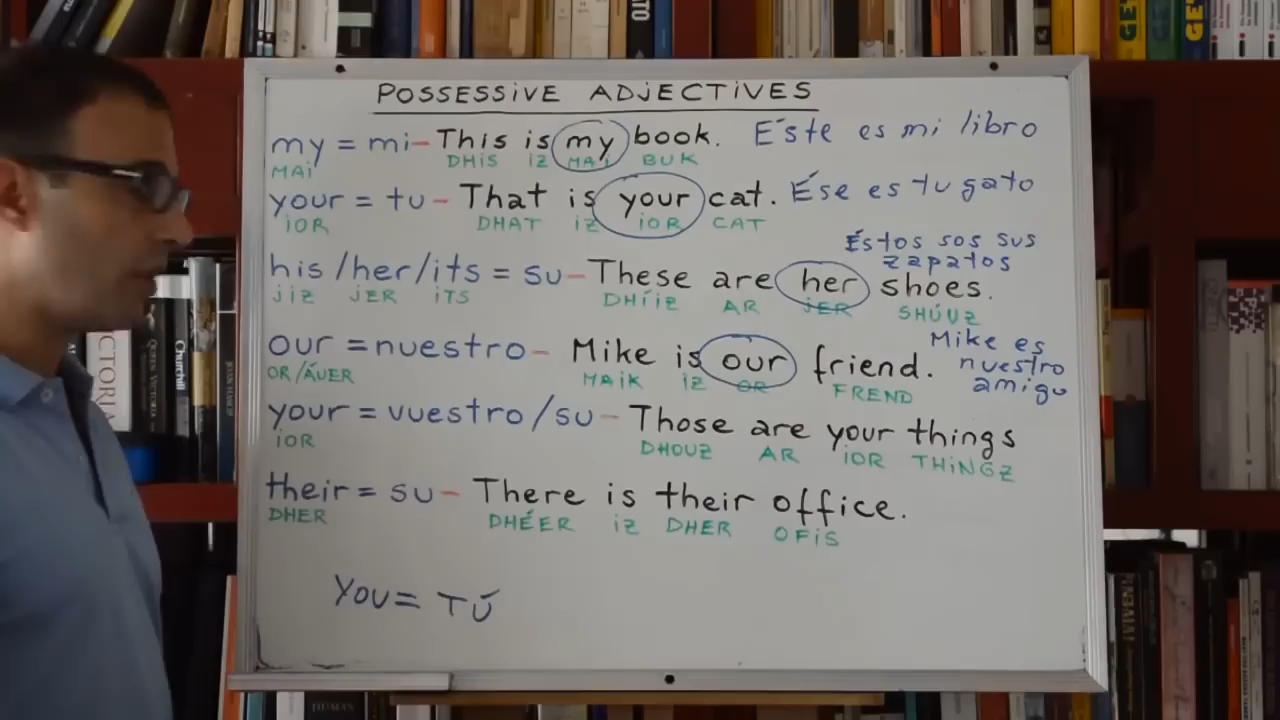 POSSESSIVE ADJECTIVES
my = mi - This is my book. Éste es mi libro
MAi DHiS iZ MAi BUK
your = tu - That is your cat. Ése es tu gato
iOR DHAT iZ iOR CAT
Éstos sos sus
zapatos
his / her / its = su - These are her shoes.
JiZ JER iTS DHÍiZ AR JER SHÚUZ
our = nuestro - Mike is our friend. Mike es
nuestro
amigo
OR/ÁUER MAiK iZ OR FREND
your = vuestro / su - Those are your things
iOR DHOUZ AR iOR THiNGZ
their = su - There is their office.
DHER DHÉER iZ DHER OFiS
YOU = TÚ
Churchill
GET
GET